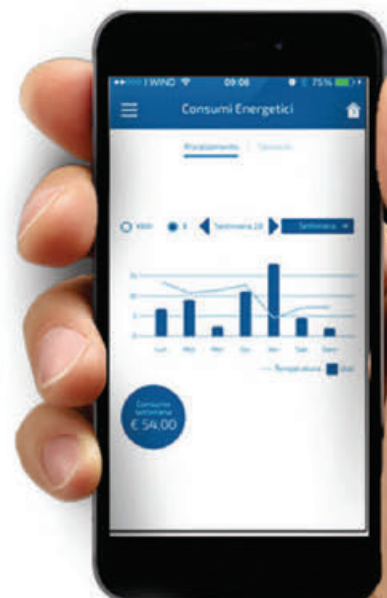 WIND 09:08 75%
Consumi Energetici
Riscaldamento
Settimana 28 Settimana
Lun Mar Mer Gio Ven Sab Dom
Temperatura
Consumo
settimana
€ 54,00